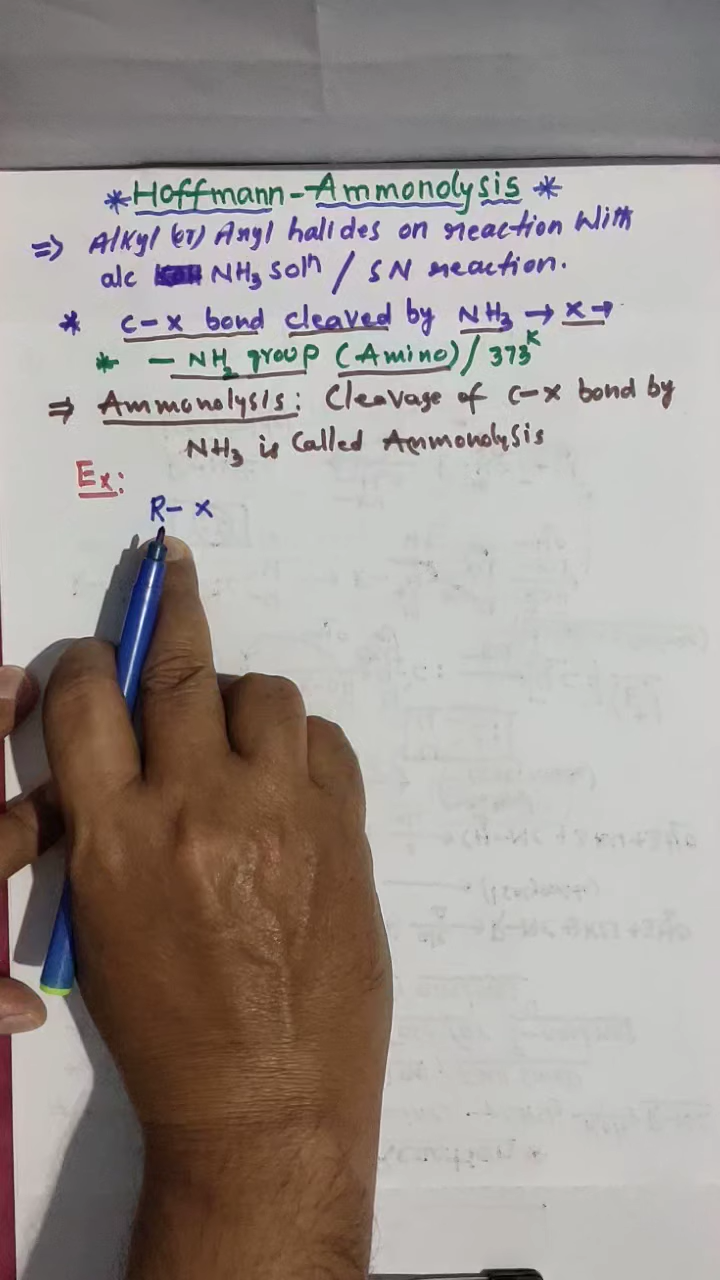 *Hoffmann-Ammonolysis*
⇒ Alkyl (or) Aryl halides on reaction with
alc NH3 soln / SN reaction.
* C-X bond cleaved by NH3 → X→
* - NH2 group (Amino) / 373K
⇒ Ammonolysis: Cleavage of C-X bond by
NH3 is called Ammonolysis
Ex:
R- X